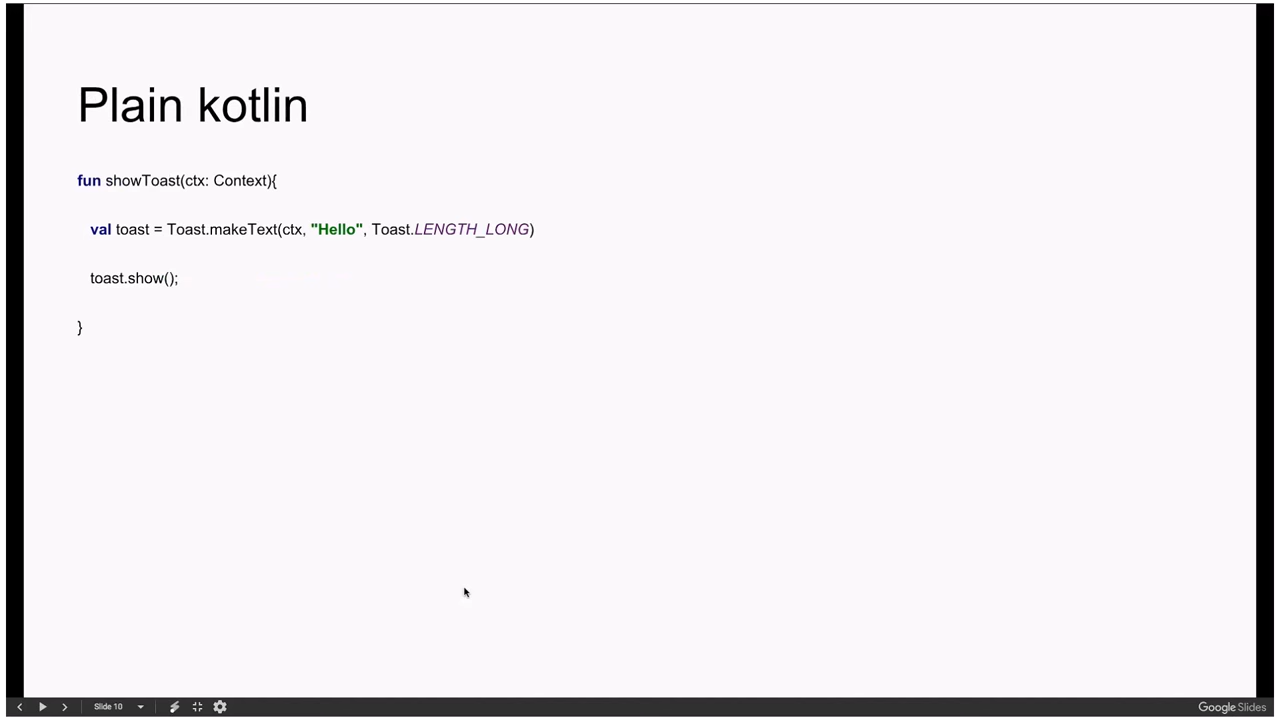 Plain kotlin
fun showToast(ctx: Context){
val toast = Toast.makeText(ctx, "Hello", Toast.LENGTH_LONG)
toast.show();
}
Slide 10
Google Slides